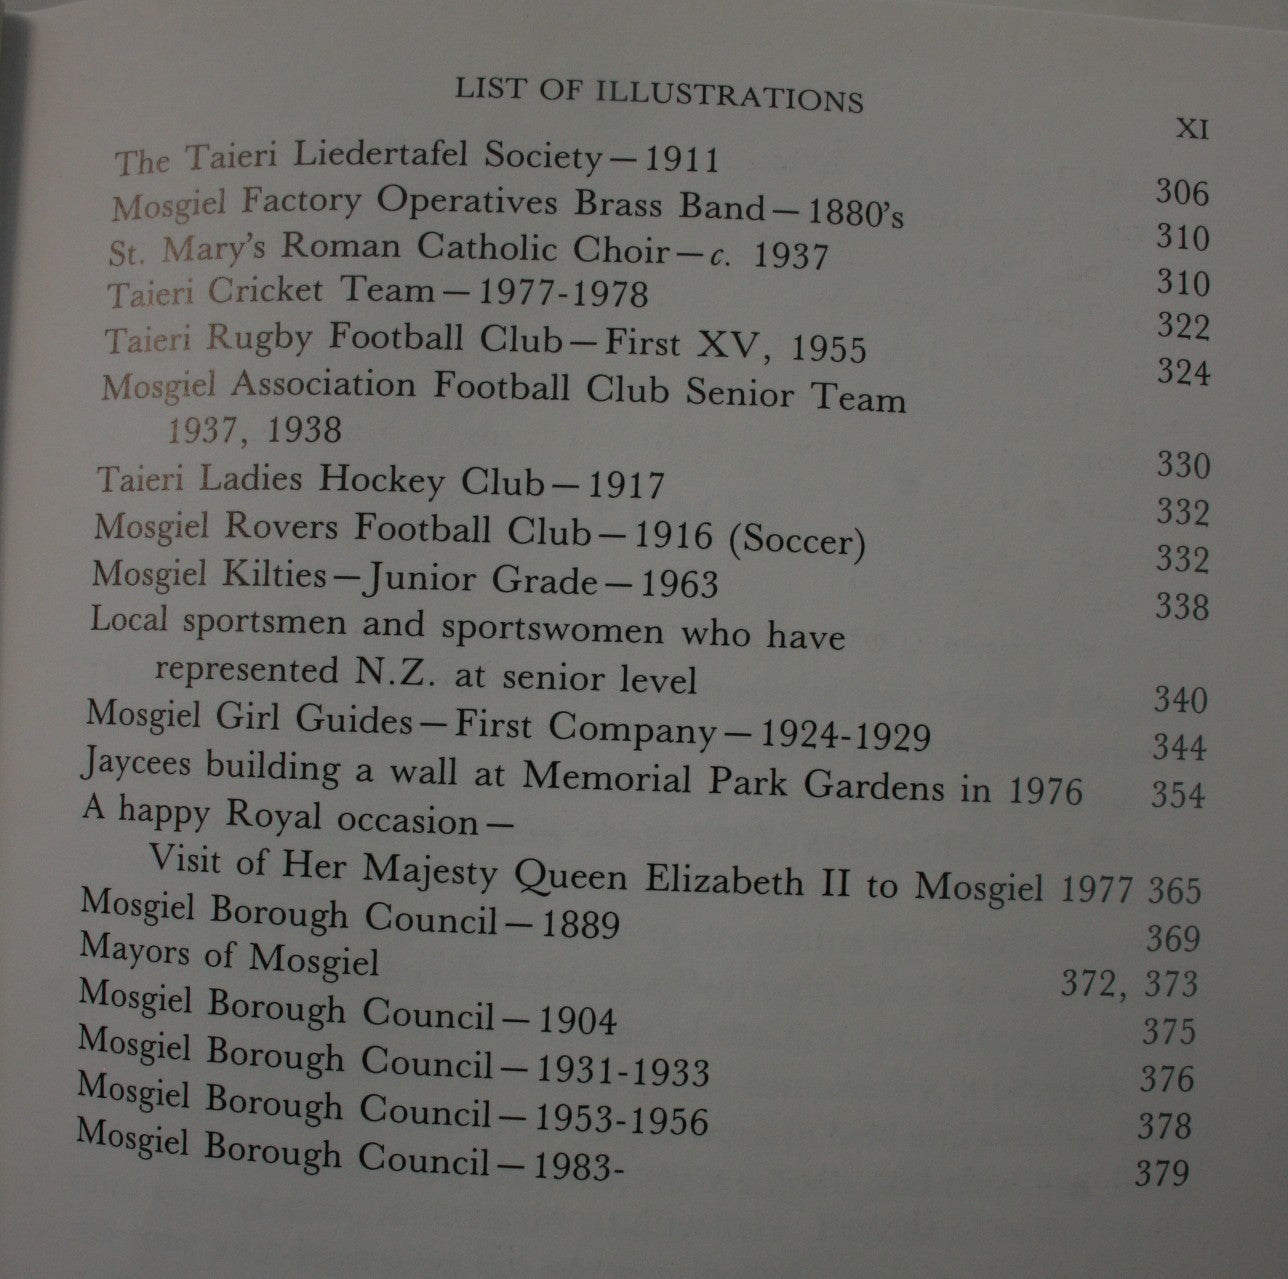 LIST OF ILLUSTRATIONS XI
The Taieri Liedertafel Society—1911 306
Mosgiel Factory Operatives Brass Band—1880's 310
St. Mary's Roman Catholic Choir—c. 1937 310
Taieri Cricket Team—1977-1978 322
Taieri Rugby Football Club—First XV, 1955 324
Mosgiel Association Football Club Senior Team
1937, 1938 330
Taieri Ladies Hockey Club—1917 332
Mosgiel Rovers Football Club—1916 (Soccer) 332
Mosgiel Kilties—Junior Grade—1963 338
Local sportsmen and sportswomen who have
represented N.Z. at senior level 340
Mosgiel Girl Guides—First Company—1924-1929 344
Jaycees building a wall at Memorial Park Gardens in 1976 354
A happy Royal occasion—
Visit of Her Majesty Queen Elizabeth II to Mosgiel 1977 365
Mosgiel Borough Council—1889 369
Mayors of Mosgiel 372, 373
Mosgiel Borough Council—1904 375
Mosgiel Borough Council—1931-1933 376
Mosgiel Borough Council—1953-1956 378
Mosgiel Borough Council—1983- 379